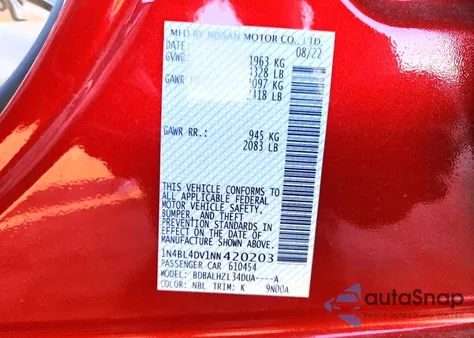 MFD BY NISSAN MOTOR CO., LTD.
08/22
GVWR 1963 KG
4328 LB
GAWR 1097 KG
2418 LB
GAWR RR.: 945 KG
2083 LB
THIS VEHICLE CONFORMS TO
ALL APPLICABLE FEDERAL
MOTOR VEHICLE SAFETY,
BUMPER, AND THEFT
PREVENTION STANDARDS IN
EFFECT ON THE DATE OF
MANUFACTURE SHOWN ABOVE.
1N4BL4DV1NN420203
PASSENGER CAR 610454
MODEL: BDBALHZL34DUA----A
COLOR: NBL TRIM: K 9N00A
autoSnap